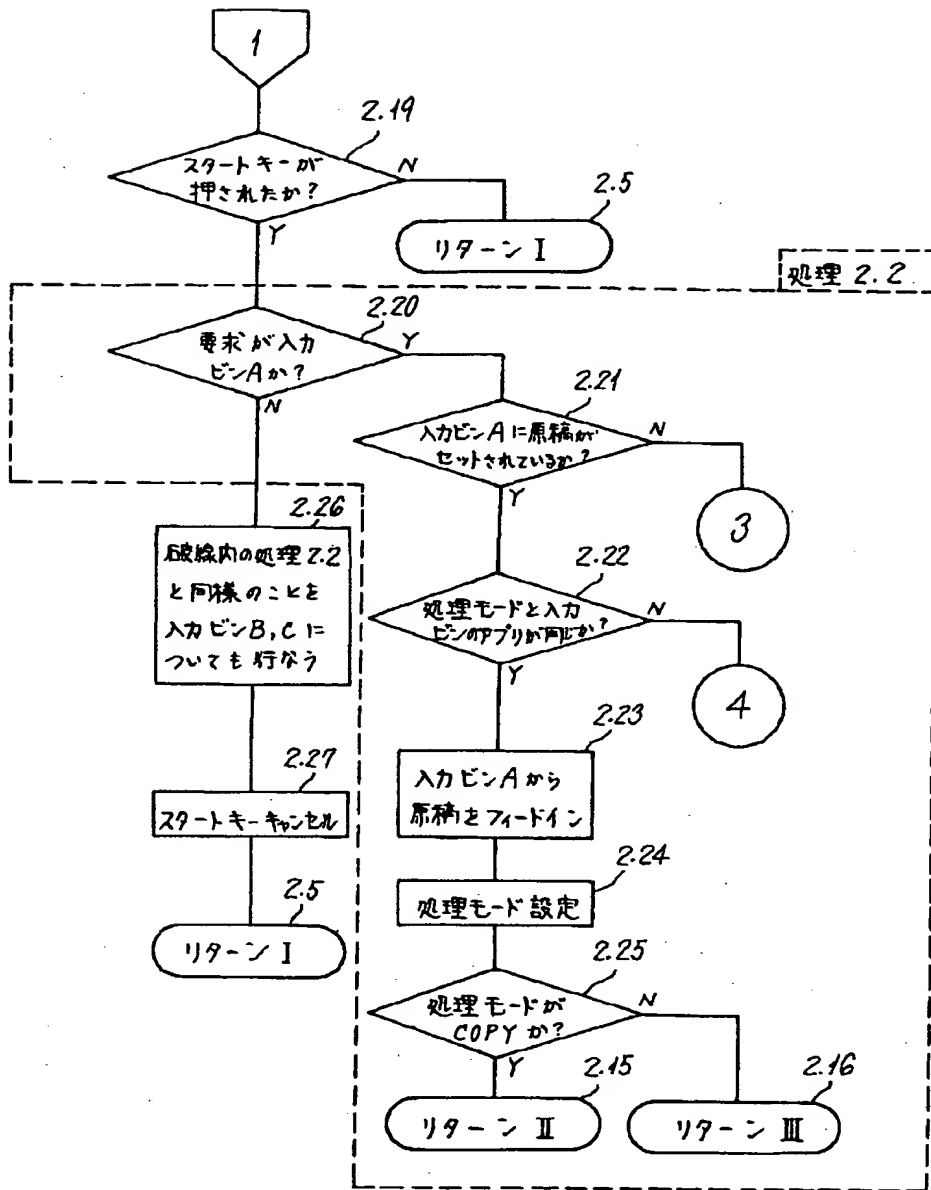 1
2.19
スタートキーが
押されたか?
N
Y
2.5
リターン I
処理 2.2
2.20
要求が入力
ビンAか?
Y
N
2.21
入力ビンAに原稿が
セットされているか?
N
Y
3
2.26
破線内の処理2.2
と同様のことを
入力ビンB,Cに
ついても行なう
2.22
処理モードと入力
ビンのアプリが同じか?
N
Y
4
2.23
入力ビンAから
原稿をフィードイン
2.27
スタートキーキャンセル
2.24
処理モード設定
2.5
リターン I
2.25
処理モードが
COPYか?
N
Y
2.15
リターン II
2.16
リターン III